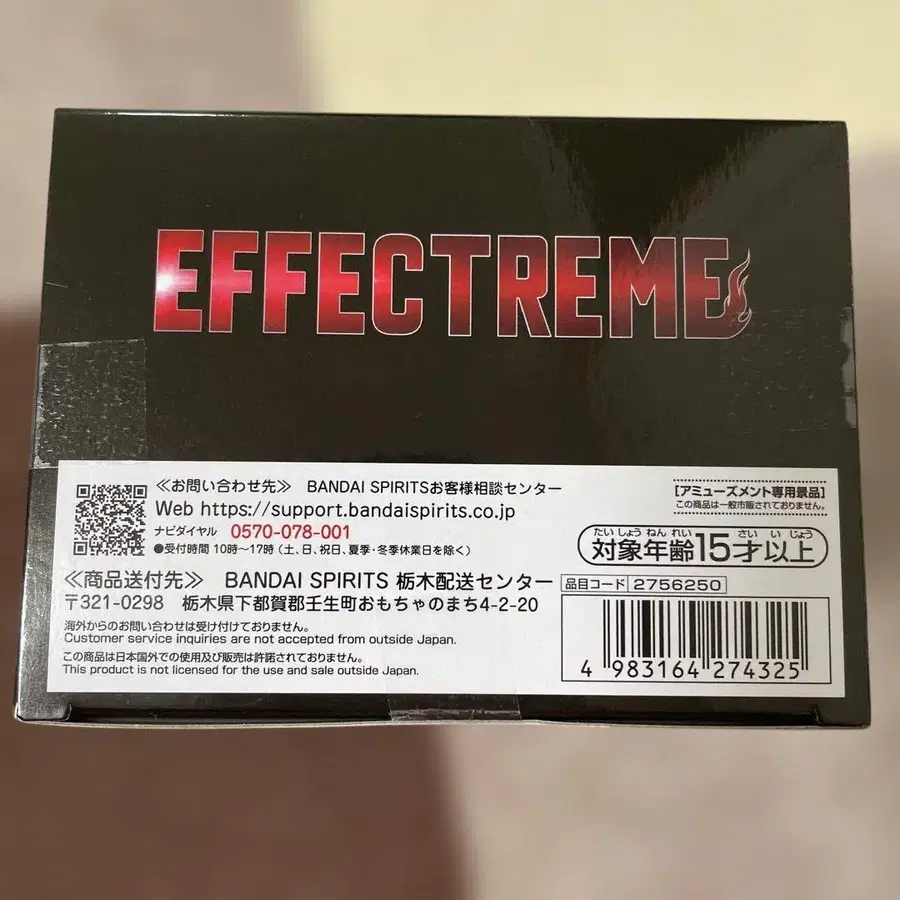 EFFECTREME
≪お問い合わせ先≫ BANDAI SPIRITSお客様相談センター
Web https://support.bandaispirits.co.jp
ナビダイヤル 0570-078-001
●受付時間 10時〜17時（土、日、祝日、夏季・冬季休業日を除く）
≪商品送付先≫ BANDAI SPIRITS 栃木配送センター
〒321-0298 栃木県下都賀郡壬生町おもちゃのまち4-2-20
海外からのお問い合わせは受け付けておりません。
Customer service inquiries are not accepted from outside Japan.
この商品は日本国外での使用及び販売は許諾されておりません。
This product is not licensed for the use and sale outside Japan.
［アミューズメント専用景品］
この商品は一般市販されておりません。
たいしょうねんれい さいいじょう
対象年齢15才以上
品目コード 2756250
4 983164 274325